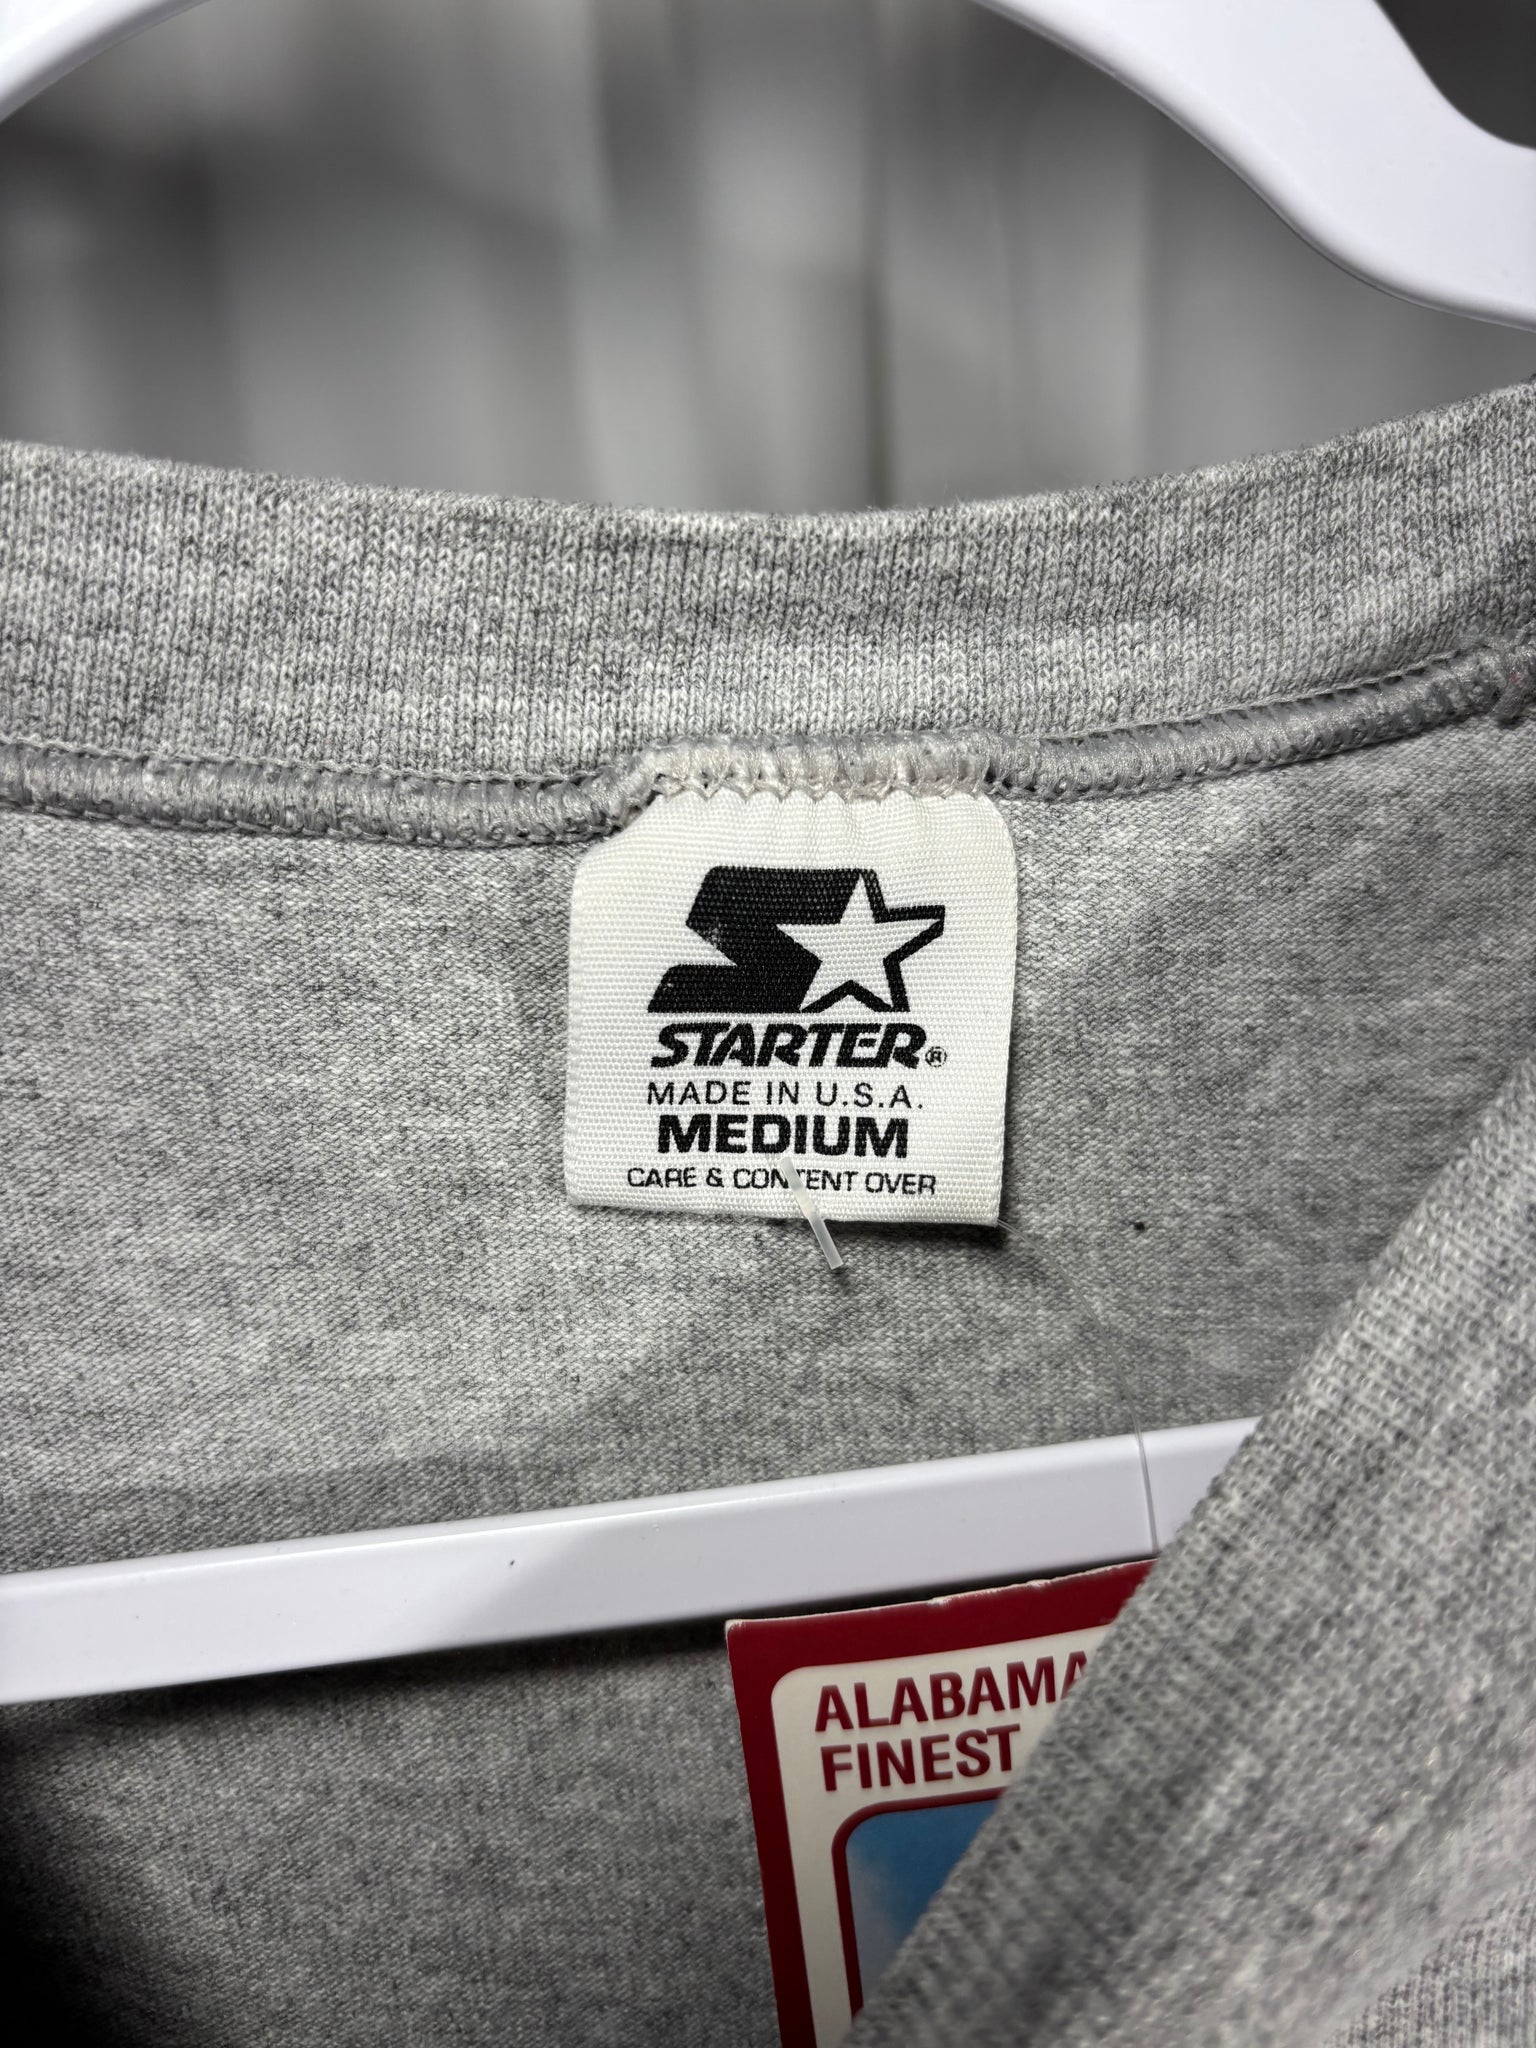 STARTER®
MADE IN U.S.A.
MEDIUM
CARE & CONTENT OVER
ALABAMA
FINEST